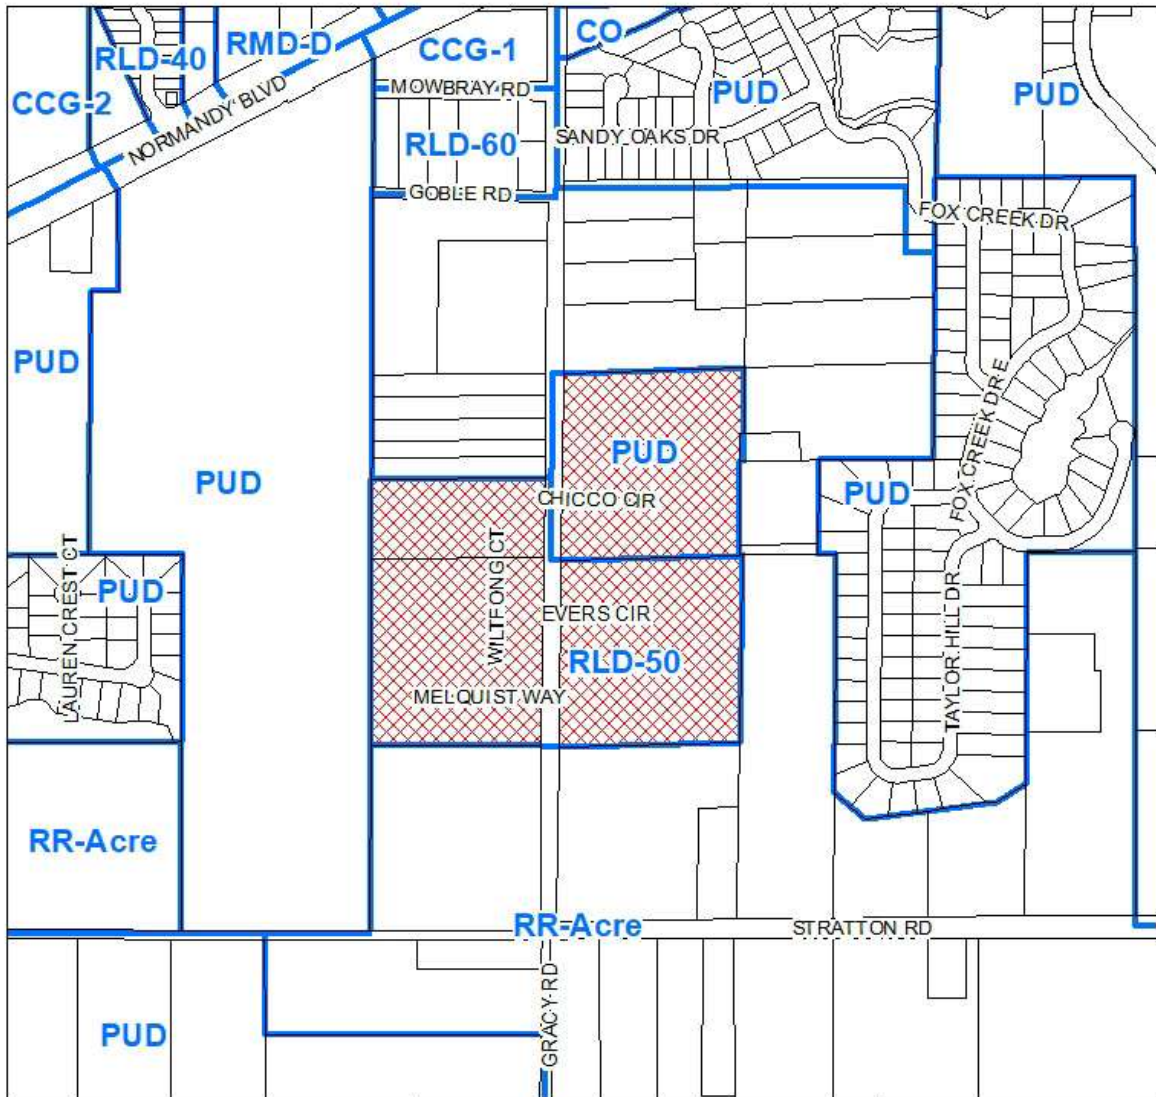 CO
RMD-D
CCG-1
RLD-40
MOWBRAY RD
PUD
PUD
CCG-2
NORMANDY BLVD
SANDY OAKS DR
RLD-60
GOBLE RD
FOX CREEK DR
PUD
FOX CREEK DR E
PUD
PUD
PUD
CHICCO CIR
LAUREN CREST CT
WILTFONG CT
PUD
EVERS CIR
TAYLOR HILL DR
RLD-50
MELQUIST WAY
RR-Acre
RR-Acre
STRATTON RD
GRACY RD
PUD